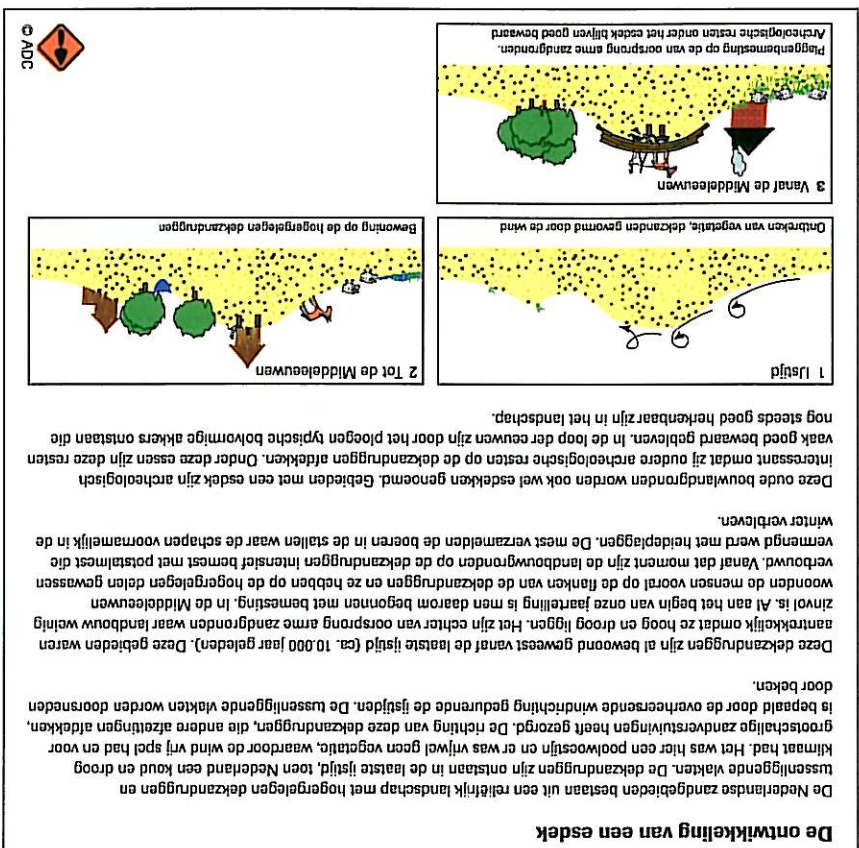 De ontwikkeling van een esdek
De Nederlandse zandgebieden bestaan uit een reliëfrijk landschap met hogergelegen dekzandruggen en
tussenliggende vlakten. De dekzandruggen zijn ontstaan in de laatste ijstijd, toen Nederland een koud en droog
klimaat had. Het was hier een poolwoestijn en er was vrijwel geen vegetatie, waardoor de wind vrij spel had en voor
grootschalige zandverstuivingen heeft gezorgd. De richting van deze dekzandruggen, die andere afzettingen afdekken,
is bepaald door de overheersende windrichting gedurende de ijstijden. De tussenliggende vlakten worden doorsneden
door beken.
Deze dekzandruggen zijn al bewoond geweest vanaf de laatste ijstijd (ca. 10.000 jaar geleden). Deze gebieden waren
aantrekkelijk omdat ze hoog en droog liggen. Het zijn echter van oorsprong arme zandgronden waar landbouw weinig
zinvol is. Al aan het begin van onze jaartelling is men daarom begonnen met bemesting. In de Middeleeuwen
woonden de mensen vooral op de flanken van de dekzandruggen en ze hebben op de hogergelegen delen gewassen
verbouwd. Vanaf dat moment zijn de landbouwgronden op de dekzandruggen intensief bemest met potstalmest die
vermengd werd met heideplaggen. De mest verzamelden de boeren in de stallen waar de schapen voornamelijk in de
winter verbleven.
Deze oude bouwlandgronden worden ook wel esdekken genoemd. Gebieden met een esdek zijn archeologisch
interessant omdat zij oudere archeologische resten op de dekzandruggen afdekken. Onder deze essen zijn deze resten
vaak goed bewaard gebleven. In de loop der eeuwen zijn door het ploegen typische bolvormige akkers ontstaan die
nog steeds goed herkenbaar zijn in het landschap.
1 IJstijd
Ontbreken van vegetatie, dekzanden gevormd door de wind
2 Tot de Middeleeuwen
Bewoning op de hogergelegen dekzandruggen
3 Vanaf de Middeleeuwen
Plaggenbemesting op de van oorsprong arme zandgronden.
Archeologische resten onder het esdek blijven goed bewaard
© ADC